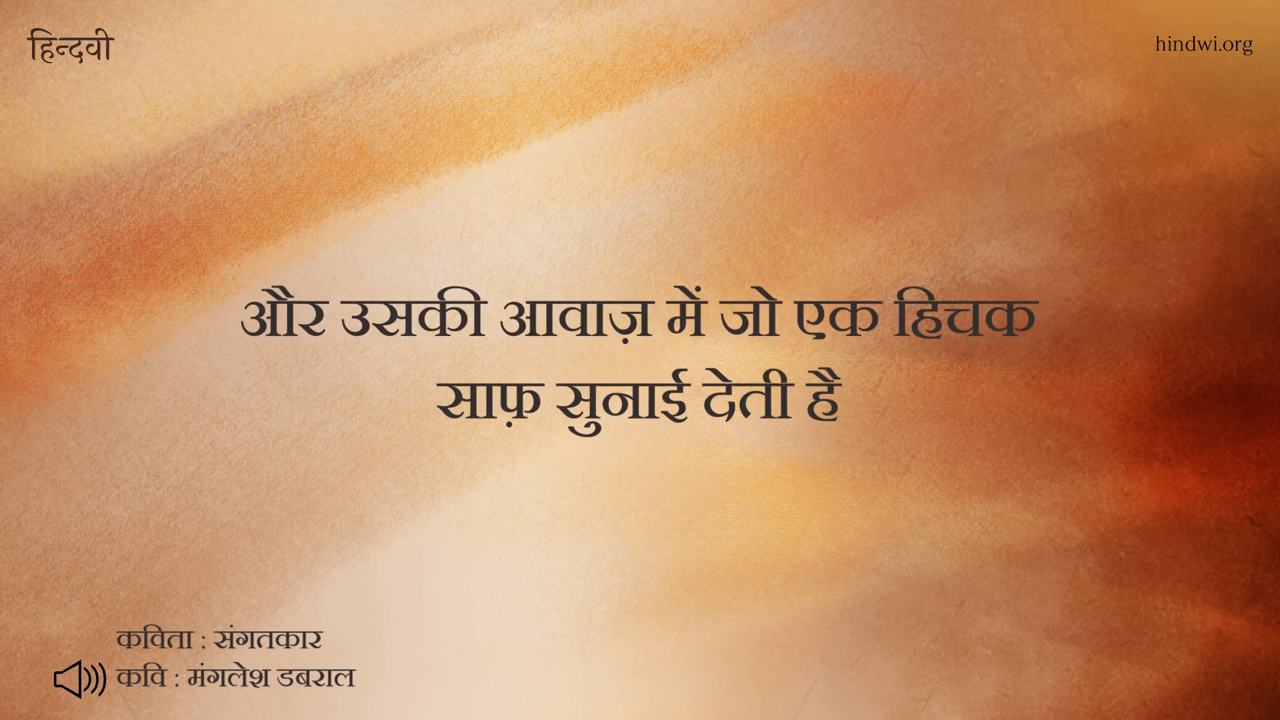 हिन्दवी
hindwi.org
और उसकी आवाज़ में जो एक हिचक
साफ़ सुनाई देती है
कविता : संगतकार
कवि : मंगलेश डबराल